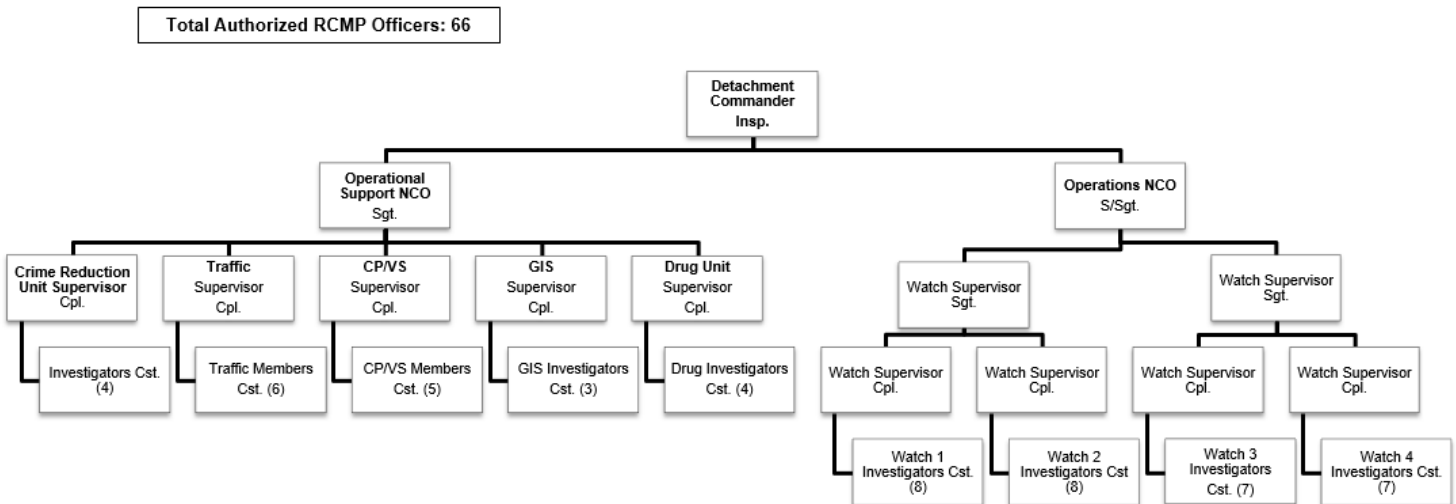 Total Authorized RCMP Officers: 66
Detachment
Commander
Insp.
Operational
Support NCO
Sgt.
Operations NCO
S/Sgt.
Crime Reduction
Unit Supervisor
Cpl.
Traffic
Supervisor
Cpl.
CP/VS
Supervisor
Cpl.
GIS
Supervisor
Cpl.
Drug Unit
Supervisor
Cpl.
Watch Supervisor
Sgt.
Watch Supervisor
Sgt.
Investigators Cst.
(4)
Traffic Members
Cst. (6)
CP/VS Members
Cst. (5)
GIS Investigators
Cst. (3)
Drug Investigators
Cst. (4)
Watch Supervisor
Cpl.
Watch Supervisor
Cpl.
Watch Supervisor
Cpl.
Watch Supervisor
Cpl.
Watch 1
Investigators Cst.
(8)
Watch 2
Investigators Cst
(8)
Watch 3
Investigators
Cst. (7)
Watch 4
Investigators Cst.
(7)